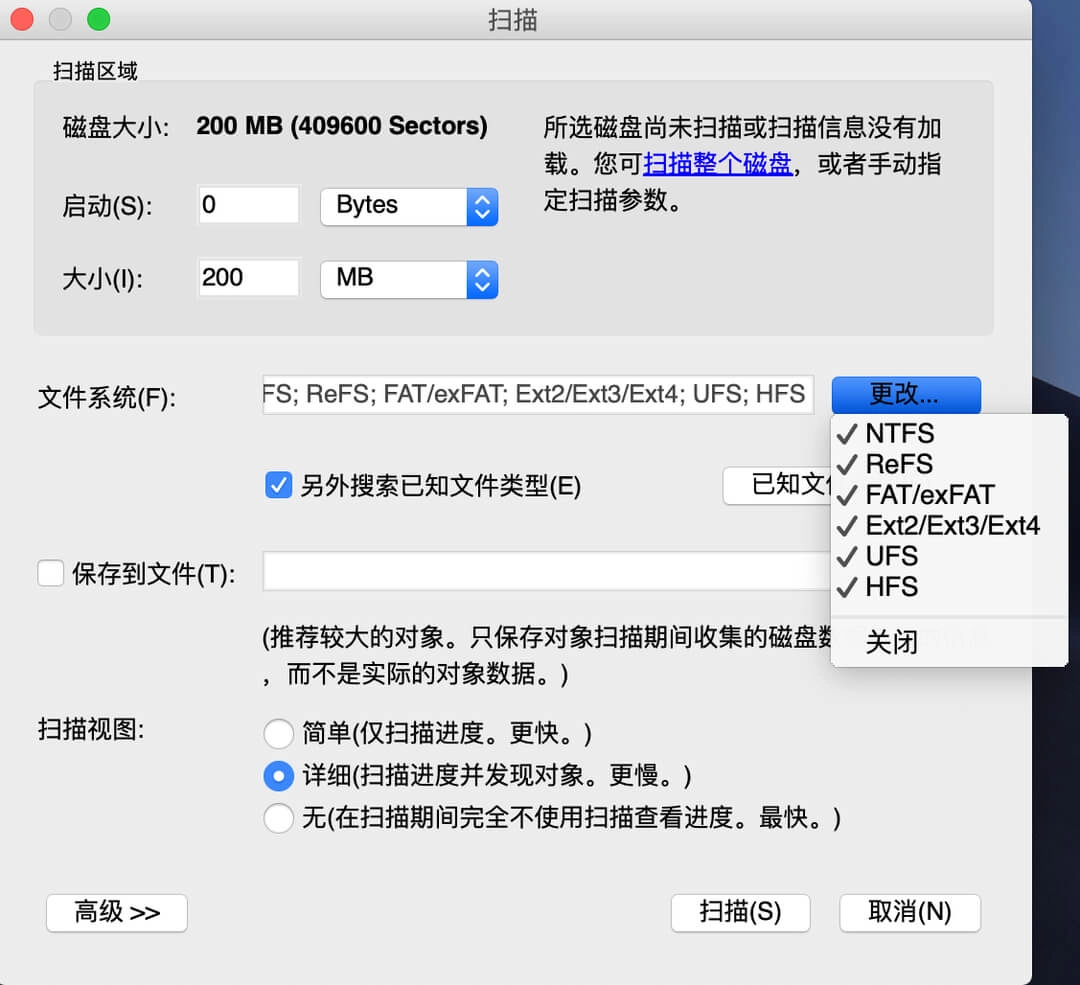 扫描
扫描区域
磁盘大小: 200 MB (409600 Sectors)
所选磁盘尚未扫描或扫描信息没有加
载。您可扫描整个磁盘，或者手动指
定扫描参数。
启动(S): 0 Bytes
大小(I): 200 MB
文件系统(F): FS; ReFS; FAT/exFAT; Ext2/Ext3/Ext4; UFS; HFS 更改...
NTFS
ReFS
FAT/exFAT
Ext2/Ext3/Ext4
UFS
HFS
关闭
另外搜索已知文件类型(E) 已知文
保存到文件(T):
(推荐较大的对象。只保存对象扫描期间收集的磁盘数
，而不是实际的对象数据。)
扫描视图:
简单(仅扫描进度。更快。)
详细(扫描进度并发现对象。更慢。)
无(在扫描期间完全不使用扫描查看进度。最快。)
高级 >> 扫描(S) 取消(N)